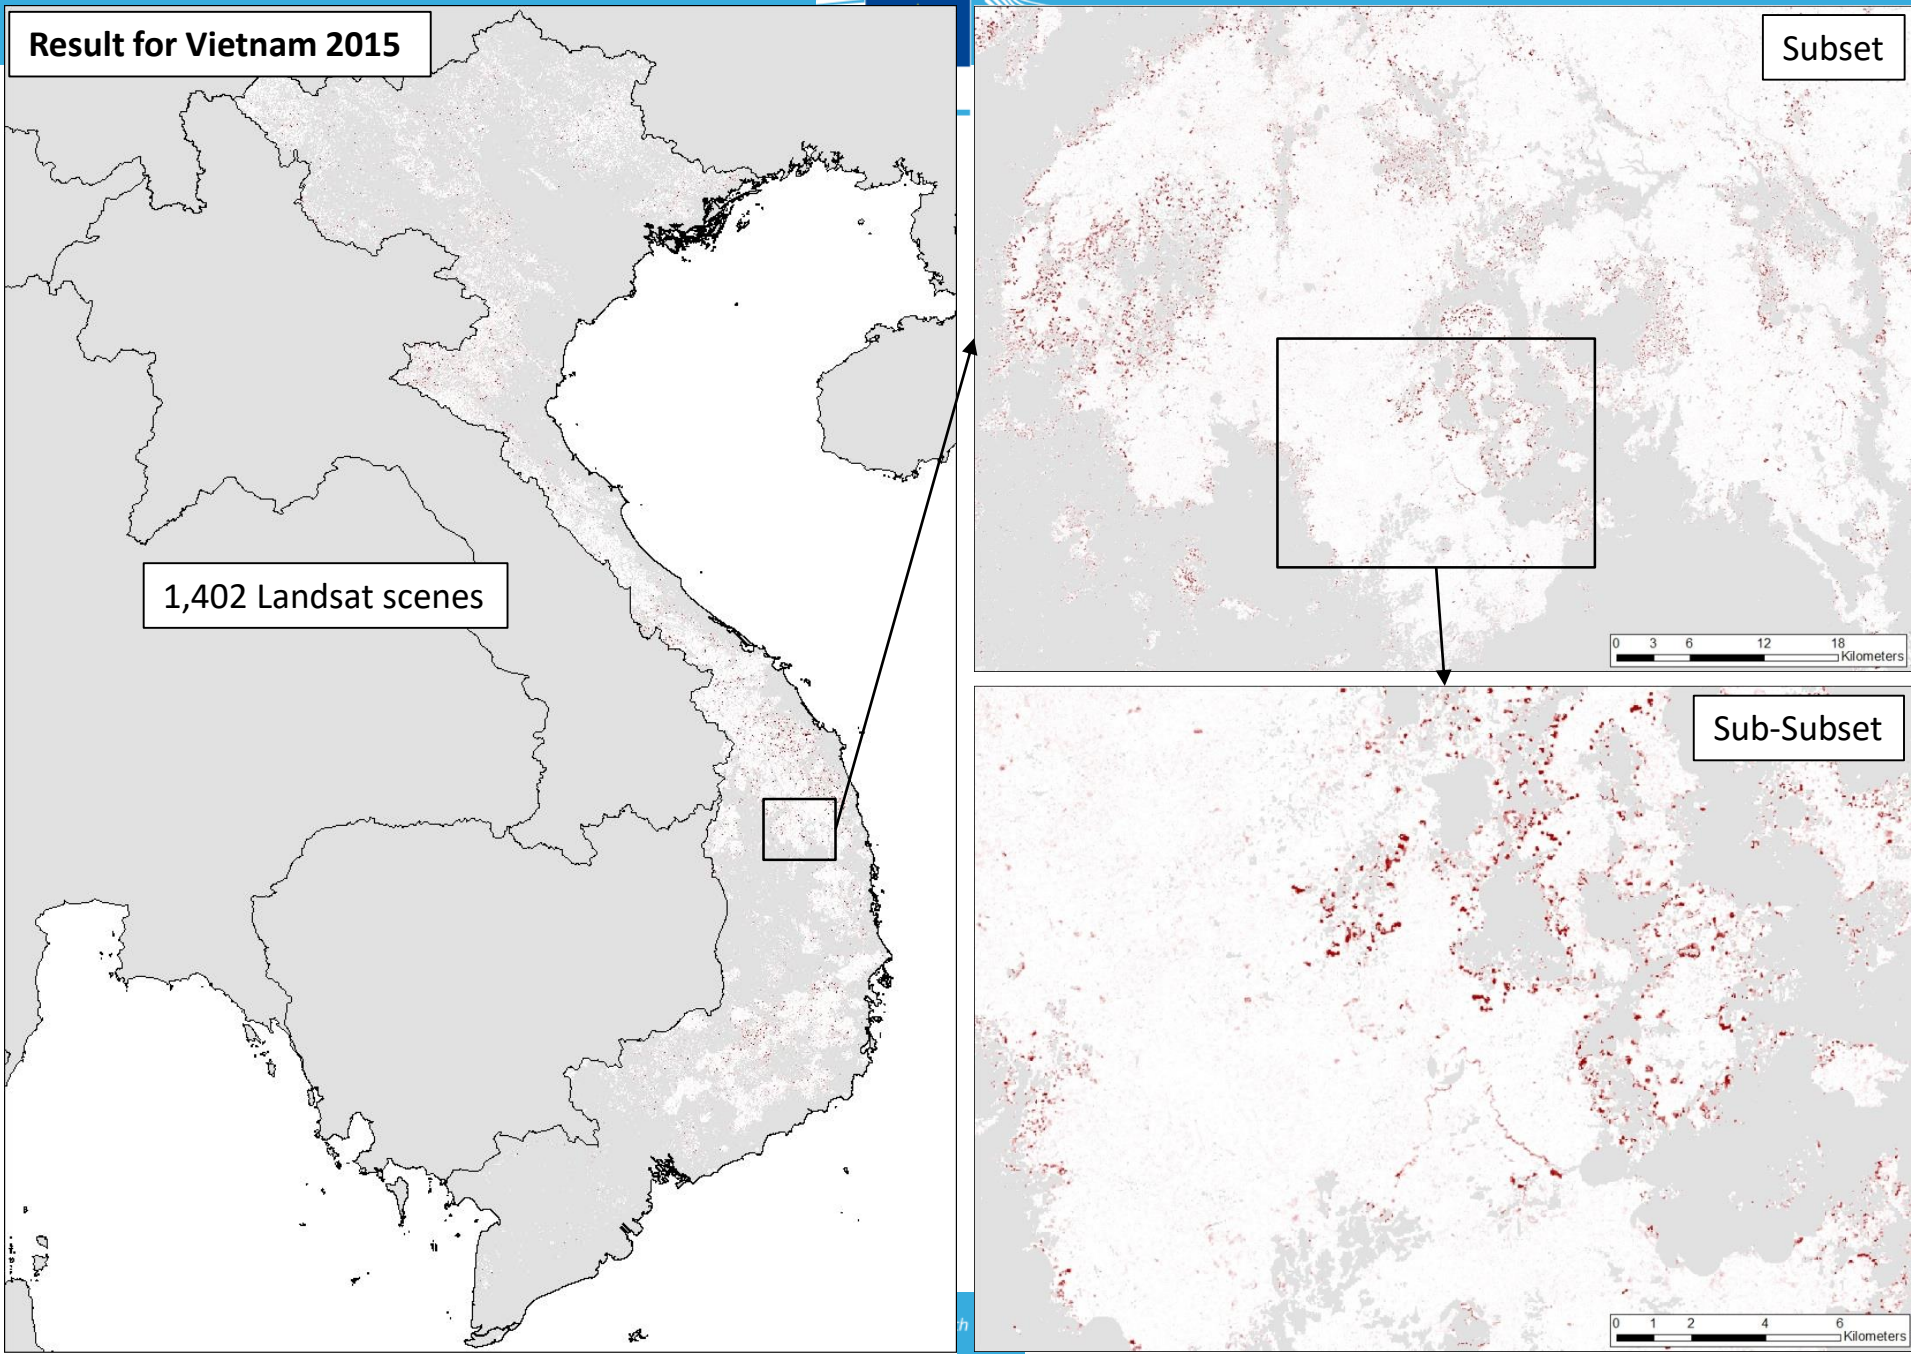 Result for Vietnam 2015
1,402 Landsat scenes
Subset
0 3 6 12 18
Kilometers
Sub-Subset
0 1 2 4 6
Kilometers